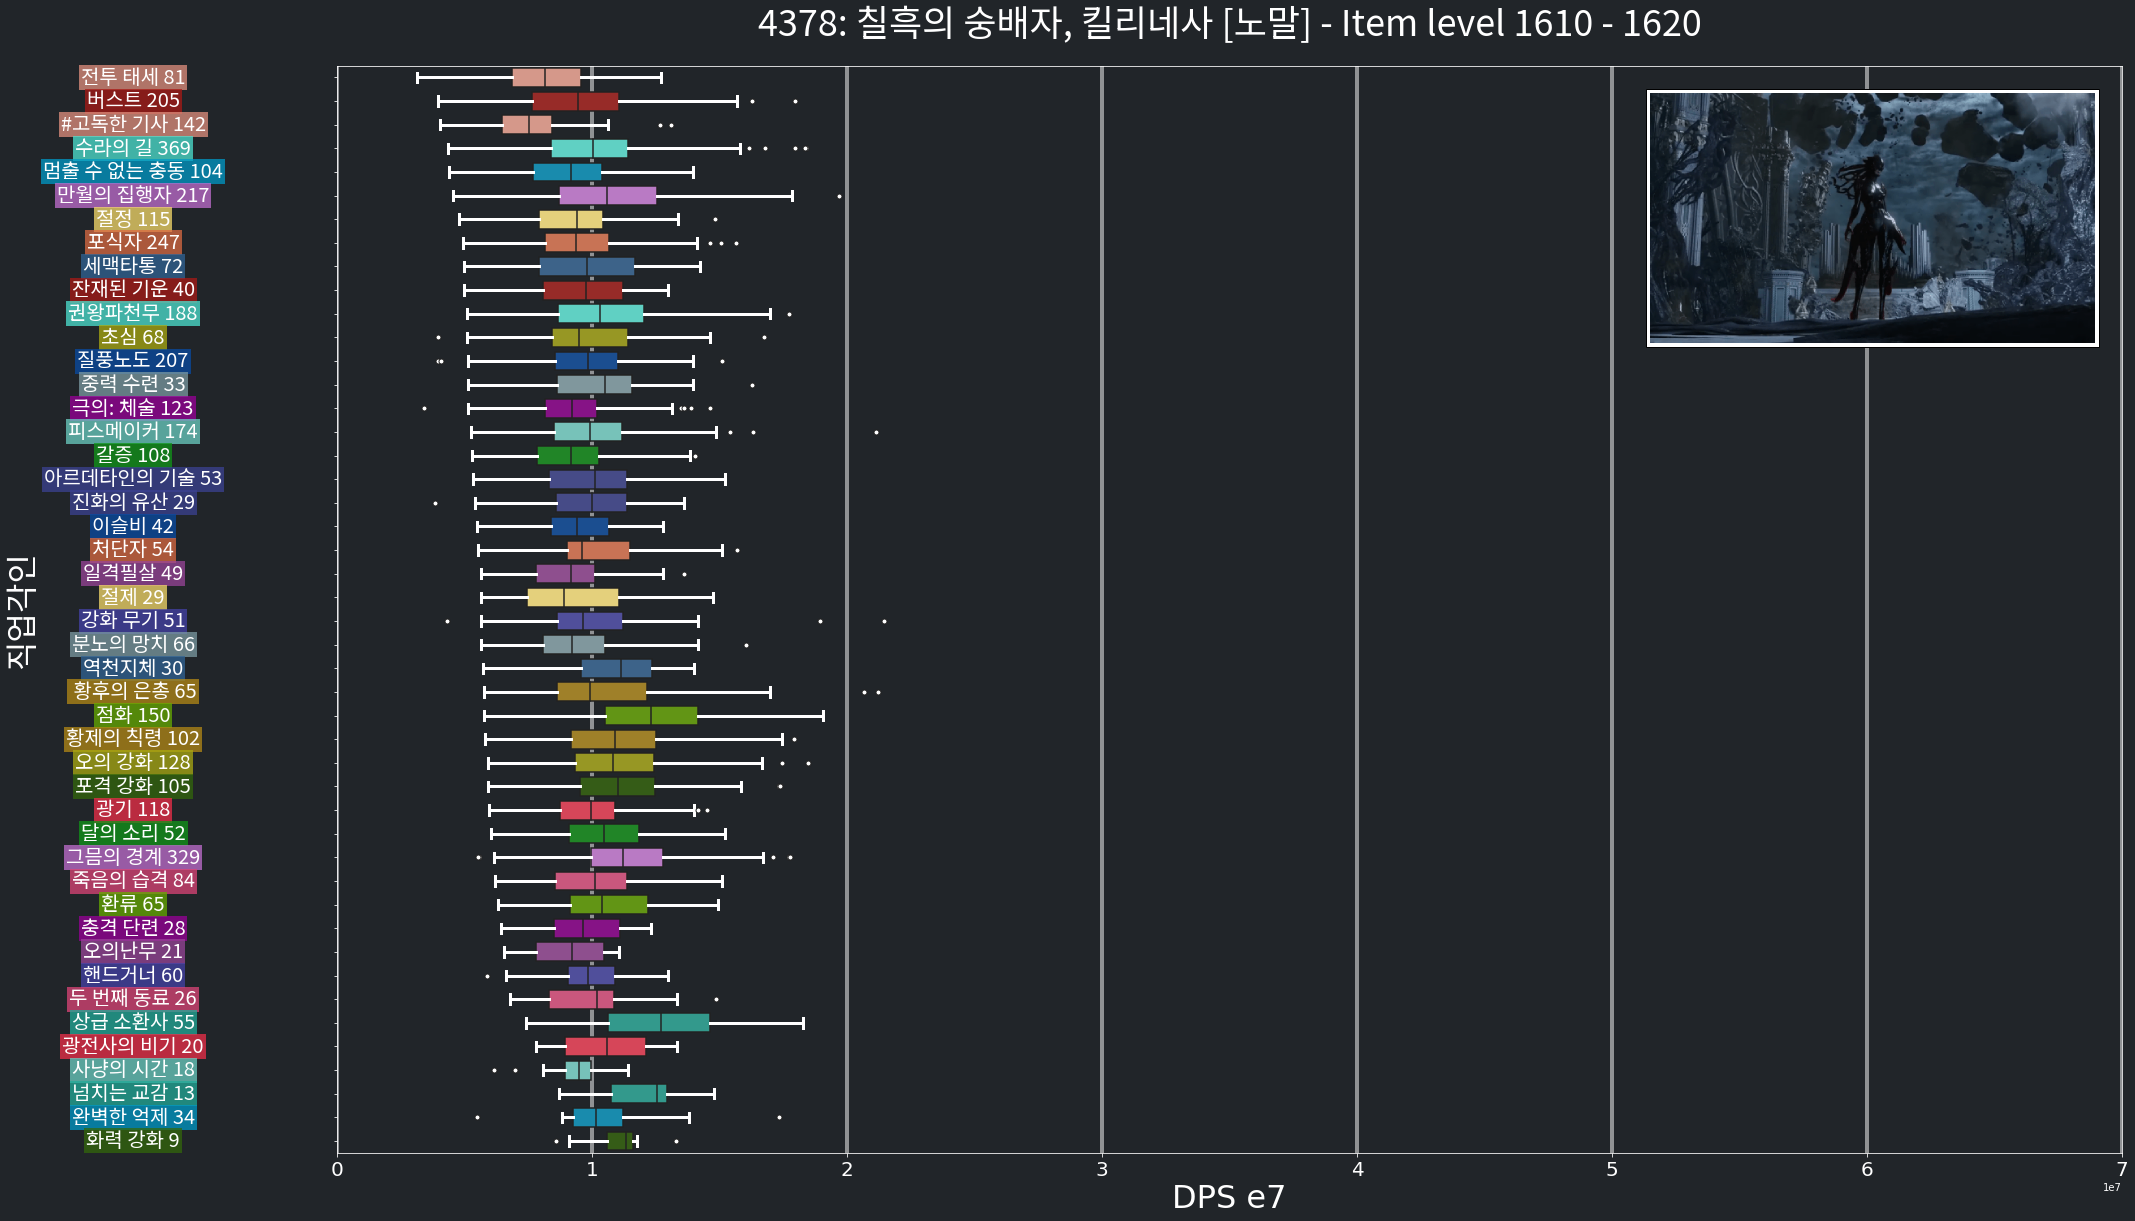 4378: 칠흑의 숭배자, 킬리네사 [노말] - Item level 1610 - 1620
전투 태세 81
버스트 205
#고독한 기사 142
수라의 길 369
멈출 수 없는 충동 104
만월의 집행자 217
절정 115
포식자 247
세맥타통 72
잔재된 기운 40
권왕파천무 188
초심 68
질풍노도 207
중력 수련 33
극의: 체술 123
피스메이커 174
갈증 108
아르데타인의 기술 53
진화의 유산 29
이슬비 42
처단자 54
일격필살 49
절제 29
강화 무기 51
분노의 망치 66
역천지체 30
황후의 은총 65
점화 150
황제의 칙령 102
오의 강화 128
포격 강화 105
광기 118
달의 소리 52
그믐의 경계 329
죽음의 습격 84
환류 65
충격 단련 28
오의난무 21
핸드거너 60
두 번째 동료 26
상급 소환사 55
광전사의 비기 20
사냥의 시간 18
넘치는 교감 13
완벽한 억제 34
화력 강화 9
직업각인
0 1 2 3 4 5 6 7
1e7
DPS e7